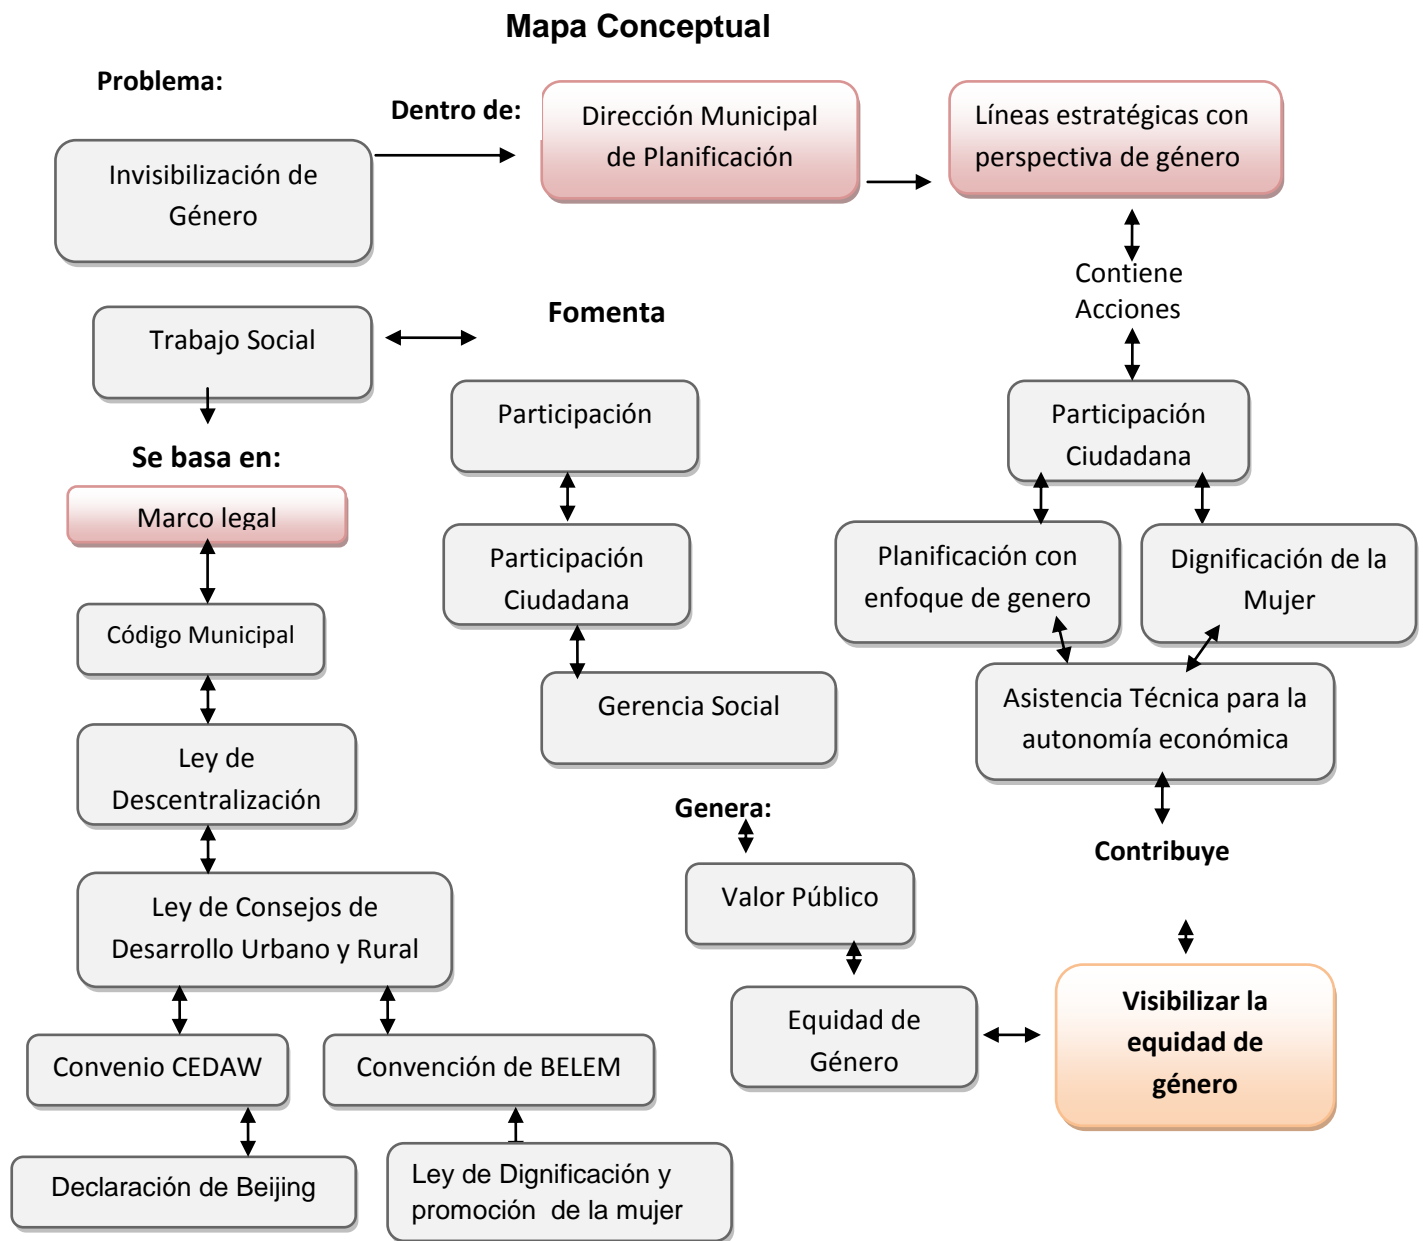 Mapa Conceptual
Problema:
Dentro de:
Dirección Municipal
de Planificación
Líneas estratégicas con
perspectiva de género
Invisibilización de
Género
Contiene
Acciones
Trabajo Social
Fomenta
Participación
Participación
Ciudadana
Se basa en:
Marco legal
Participación
Ciudadana
Planificación con
enfoque de genero
Dignificación de la
Mujer
Código Municipal
Gerencia Social
Asistencia Técnica para la
autonomía económica
Ley de
Descentralización
Genera:
Contribuye
Valor Público
Ley de Consejos de
Desarrollo Urbano y Rural
Equidad de
Género
Visibilizar la
equidad de
género
Convenio CEDAW
Convención de BELEM
Declaración de Beijing
Ley de Dignificación y
promoción  de la mujer